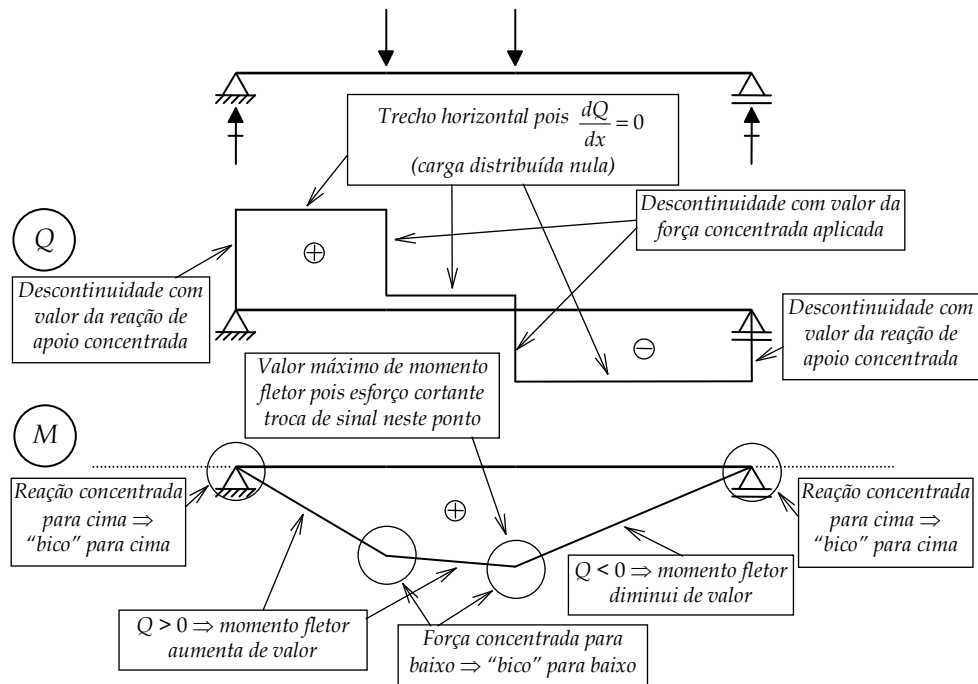 Trecho horizontal pois dQ/dx = 0
(carga distribuída nula)
Q
Descontinuidade com
valor da reação de
apoio concentrada
Descontinuidade com valor da
força concentrada aplicada
Descontinuidade com
valor da reação de
apoio concentrada
+
−
Valor máximo de momento
fletor pois esforço cortante
troca de sinal neste ponto
M
Reação concentrada
para cima ⇒
“bico” para cima
+
Reação concentrada
para cima ⇒
“bico” para cima
Q > 0 ⇒ momento fletor
aumenta de valor
Força concentrada para
baixo ⇒ “bico” para baixo
Q < 0 ⇒ momento fletor
diminui de valor